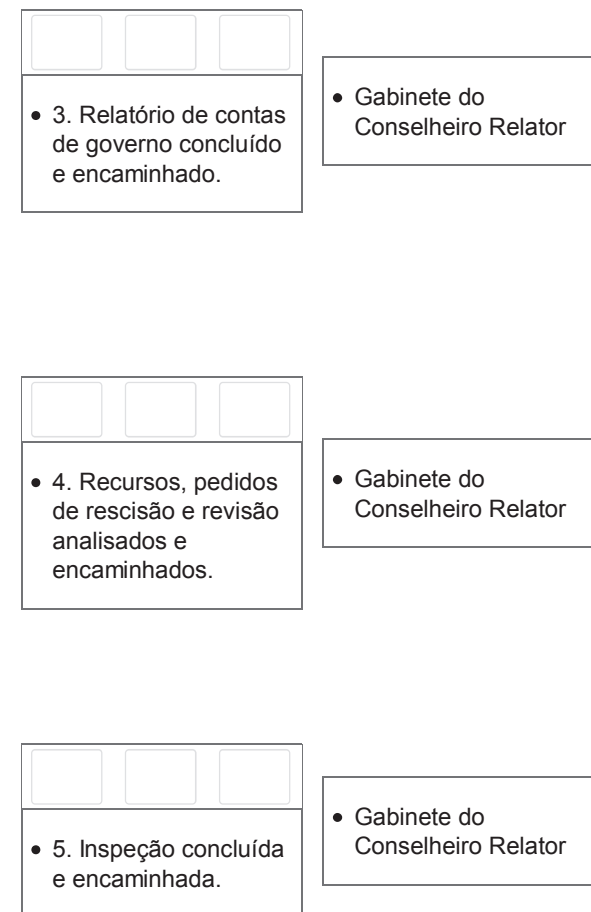 • 3. Relatório de contas
de governo concluído
e encaminhado.
• Gabinete do
Conselheiro Relator
• 4. Recursos, pedidos
de rescisão e revisão
analisados e
encaminhados.
• Gabinete do
Conselheiro Relator
• 5. Inspeção concluída
e encaminhada.
• Gabinete do
Conselheiro Relator